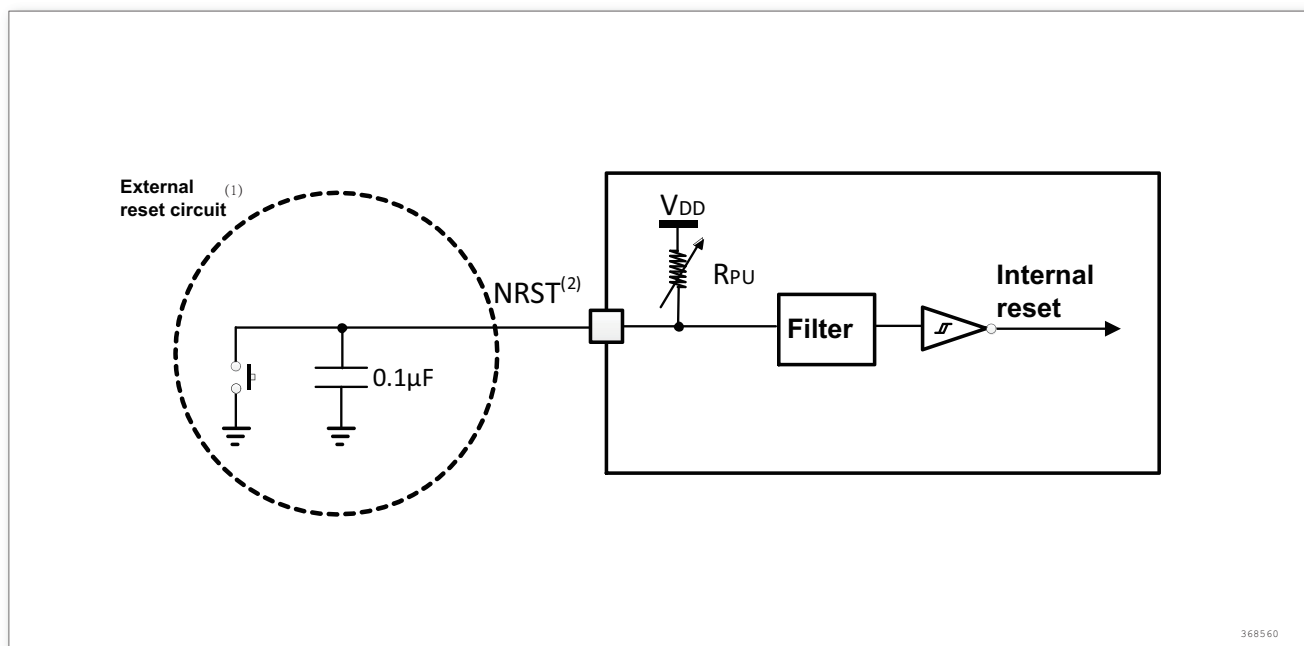 External (1)
reset circuit
VDD
RPU
NRST(2)
Internal
reset
Filter
0.1µF
368560